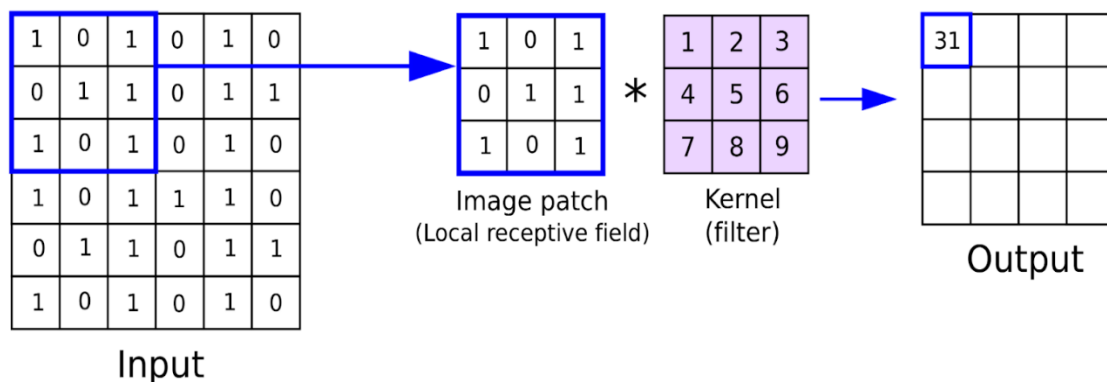 1 0 1 0 1 0
0 1 1 0 1 1
1 0 1 0 1 0
1 0 1 1 1 0
0 1 1 0 1 1
1 0 1 0 1 0
Input
1 0 1
0 1 1
1 0 1
Image patch
(Local receptive field)
*
1 2 3
4 5 6
7 8 9
Kernel
(filter)
31
Output